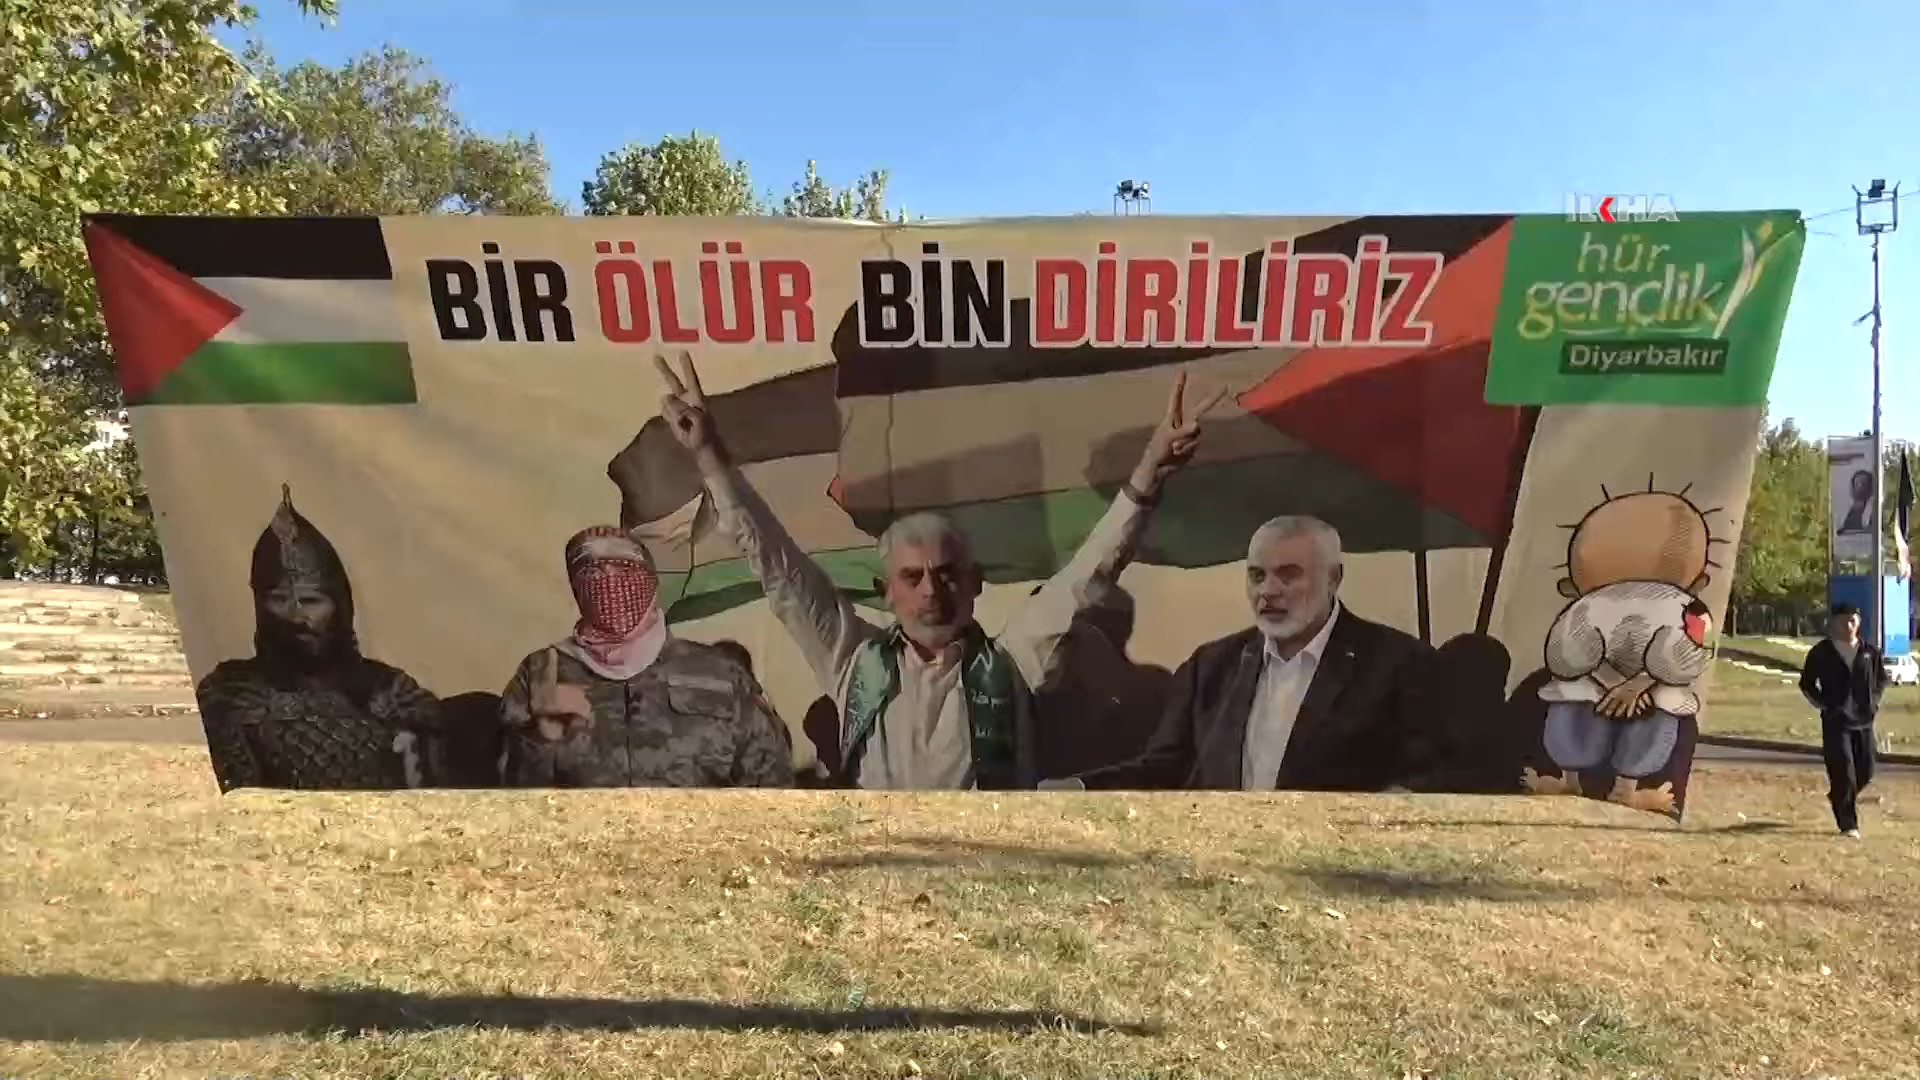 İLKHA
BİR ÖLÜR BİN DİRİLİRİZ
hür
gençlik
Diyarbakır